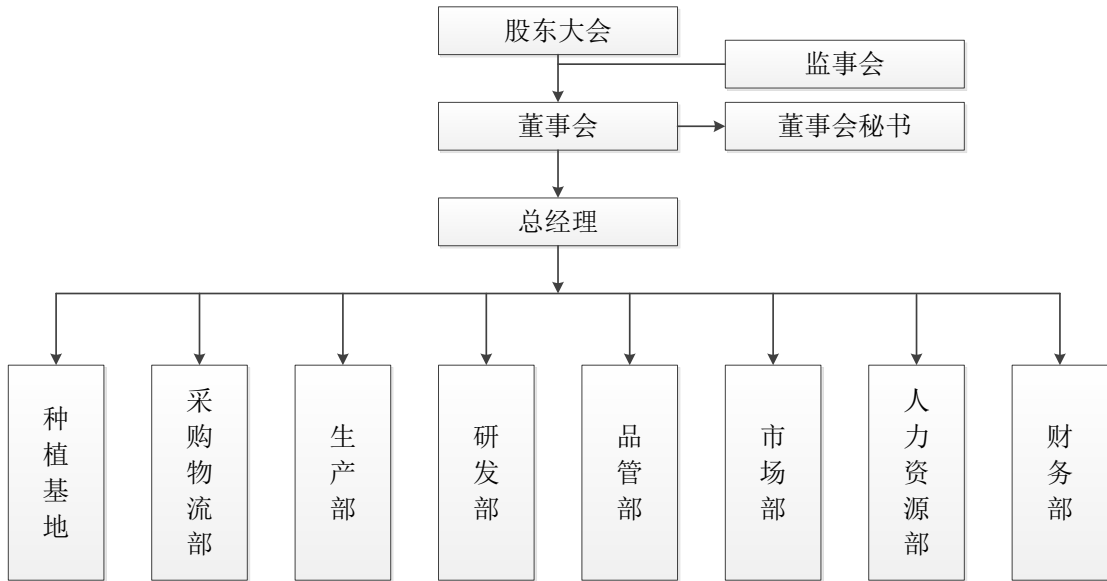 股东大会
监事会
董事会
董事会秘书
总经理
种植基地
采购物流部
生产部
研发部
品管部
市场部
人力资源部
财务部